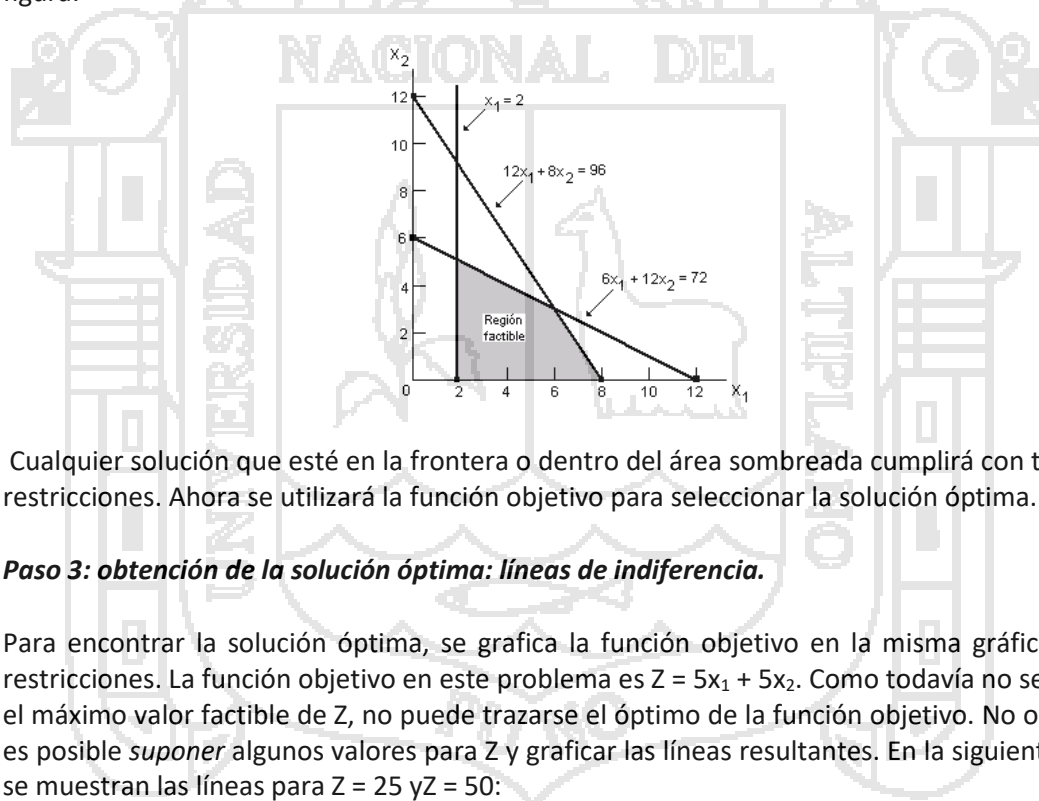 figura:
NACIONAL DEL
UNIVERSIDAD
ALTIPLANO
PUNO
X2
12
10
8
6
4
2
0
2
4
6
8
10
12
X1
x1 = 2
12x1 + 8x2 = 96
6x1 + 12x2 = 72
Región
factible
Cualquier solución que esté en la frontera o dentro del área sombreada cumplirá con t
restricciones. Ahora se utilizará la función objetivo para seleccionar la solución óptima.
Paso 3: obtención de la solución óptima: líneas de indiferencia.
Para encontrar la solución óptima, se grafica la función objetivo en la misma gráfic
restricciones. La función objetivo en este problema es Z = 5x₁ + 5x₂. Como todavía no se
el máximo valor factible de Z, no puede trazarse el óptimo de la función objetivo. No o
es posible suponer algunos valores para Z y graficar las líneas resultantes. En la siguient
se muestran las líneas para Z = 25 yZ = 50: